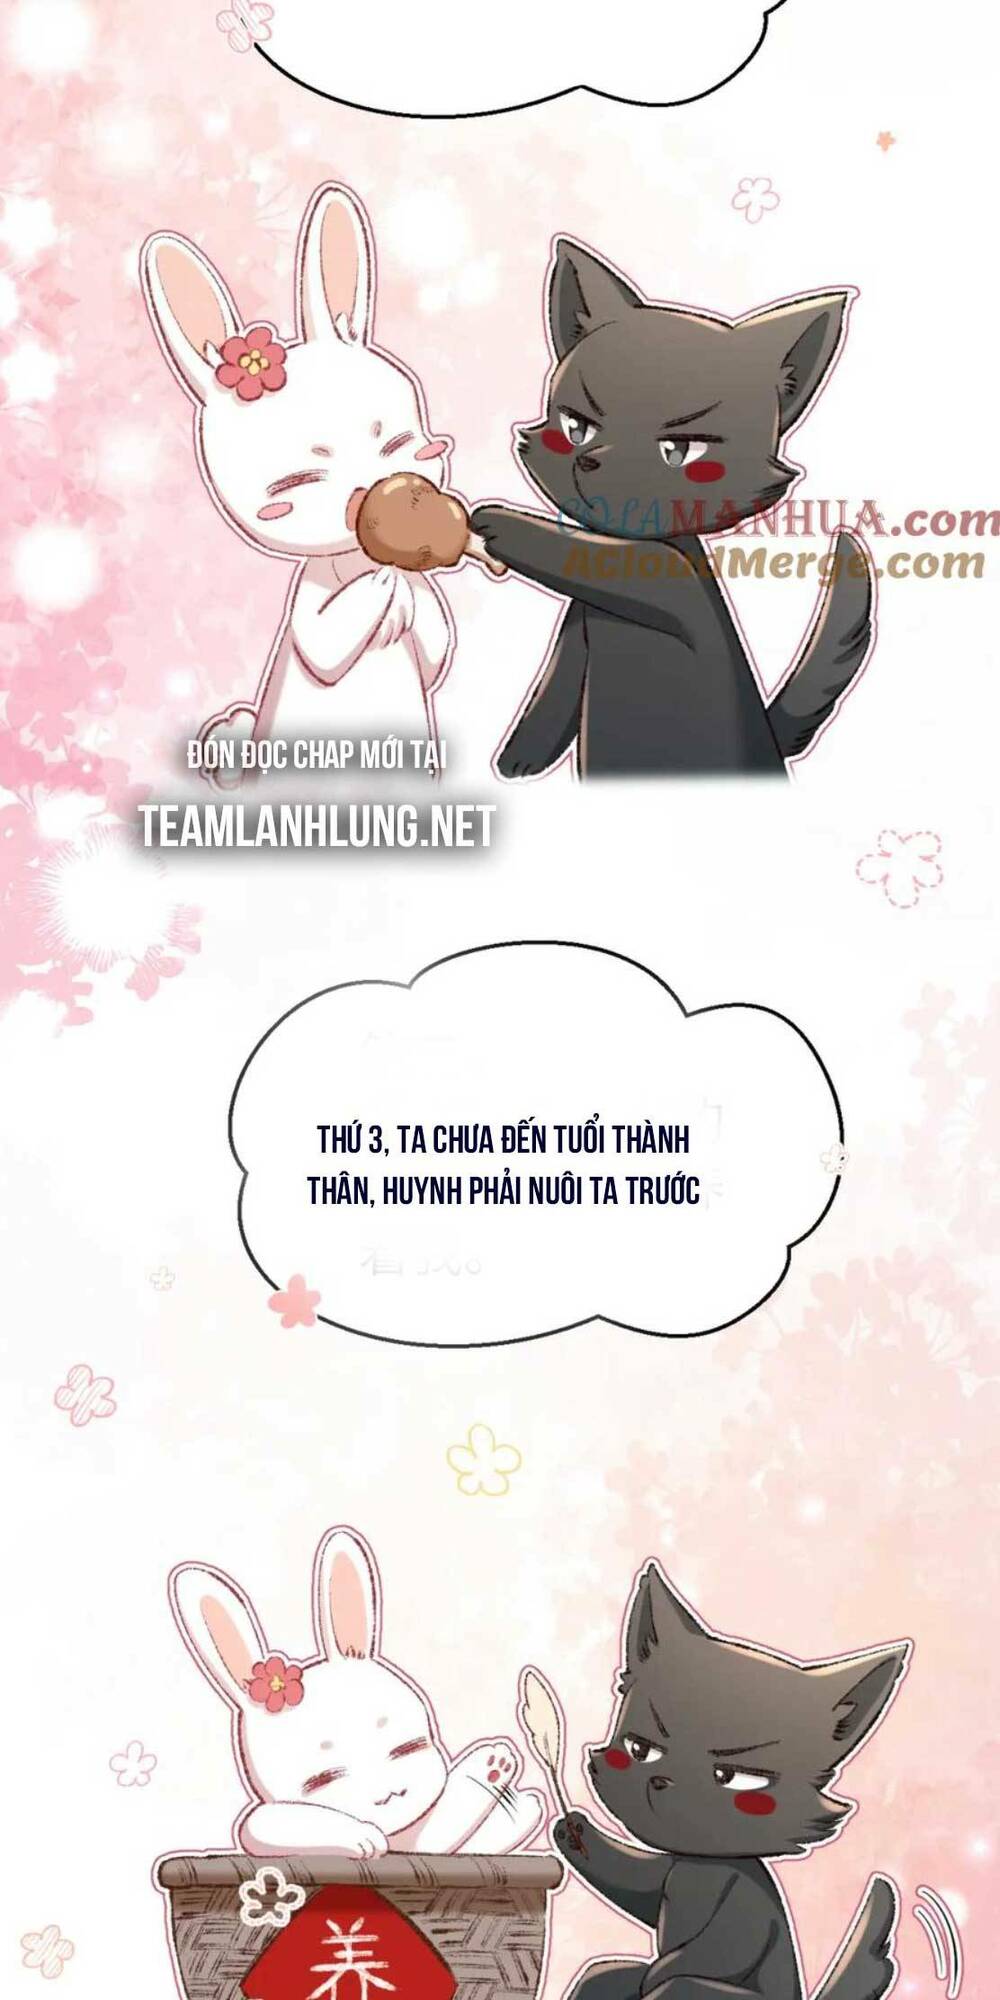 COLAMANHUA.com
ACloudMerge.com
ĐÓN ĐỌC CHAP MỚI TẠI
TEAMLANHLUNG.NET
THỨ 3, TA CHƯA ĐẾN TUỔI THÀNH
THÂN, HUYNH PHẢI NUÔI TA TRƯỚC
养